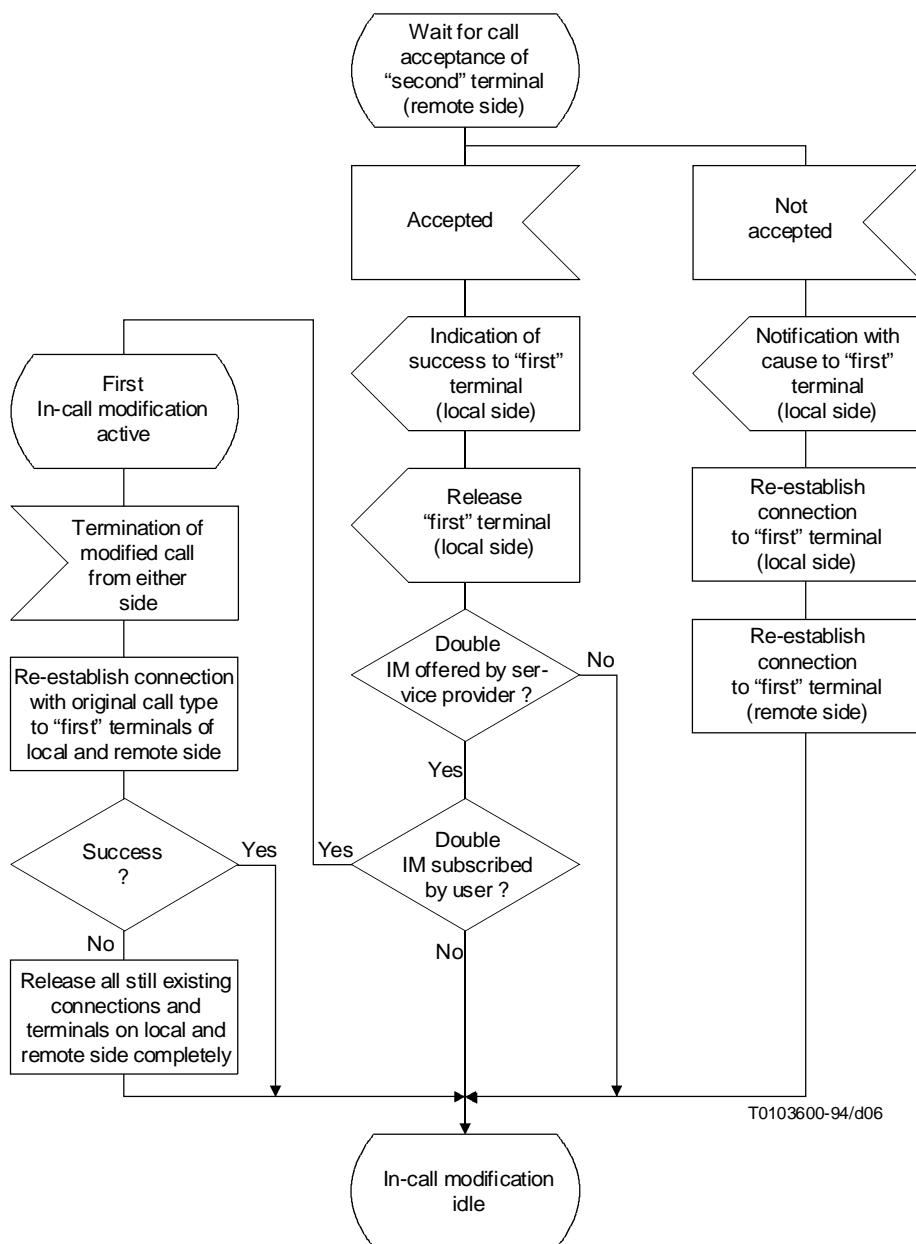 Wait for call
acceptance of
“second” terminal
(remote side)
Accepted
Not
accepted
Indication of
success to “first”
terminal
(local side)
Notification with
cause to “first”
terminal
(local side)
First
In-call modification
active
Release
“first” terminal
(local side)
Re-establish
connection
to “first” terminal
(local side)
Termination of
modified call
from either
side
Double
IM offered by ser-
vice provider ?
No
Yes
Re-establish
connection
to “first” terminal
(remote side)
Re-establish connection
with original call type
to “first” terminals of
local and remote side
Success
?
Yes
No
Yes
Double
IM subscribed
by user ?
No
Release all still existing
connections and
terminals on local and
remote side completely
T0103600-94/d06
In-call modification
idle